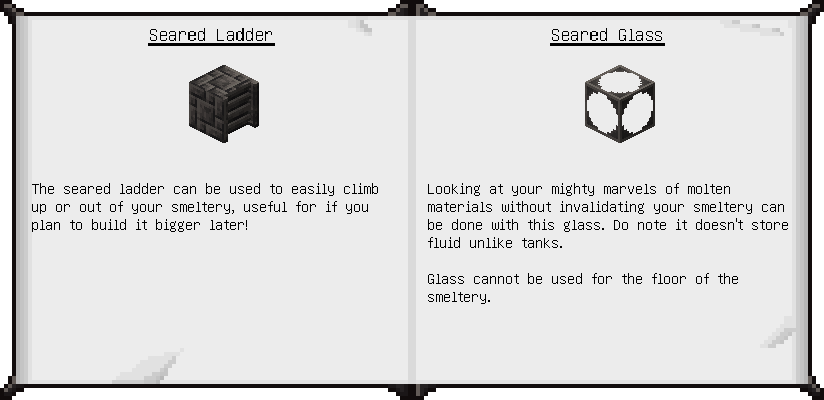 Seared Ladder
The seared ladder can be used to easily climb
up or out of your smeltery, useful for if you
plan to build it bigger later!
Seared Glass
Looking at your mighty marvels of molten
materials without invalidating your smeltery can
be done with this glass. Do note it doesn't store
fluid unlike tanks.
Glass cannot be used for the floor of the
smeltery.